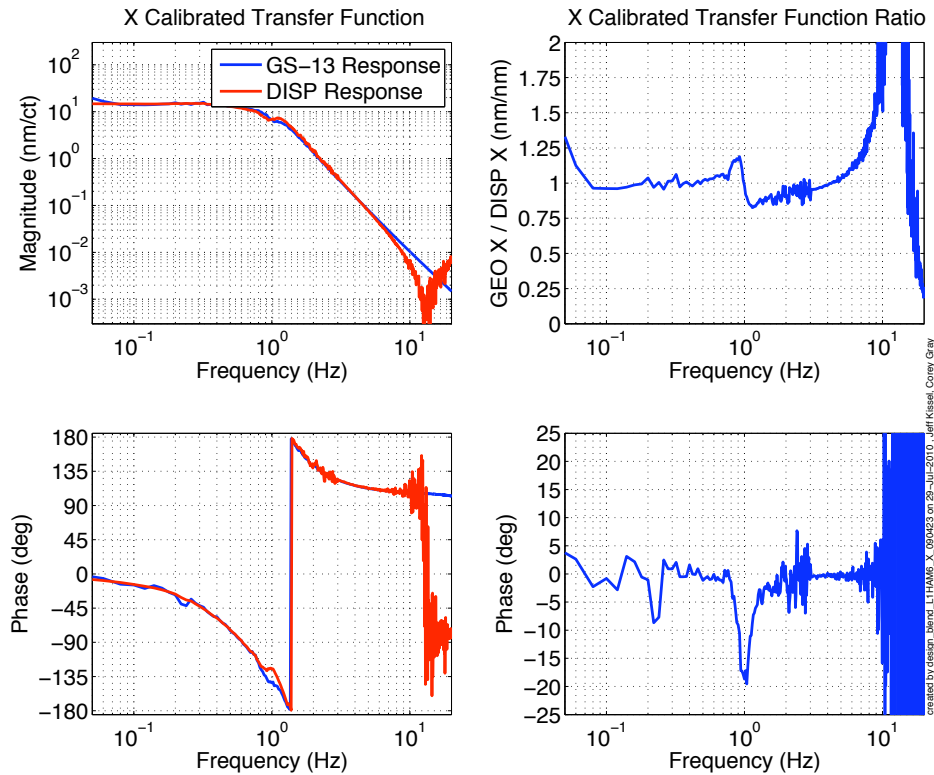 X Calibrated Transfer Function
10^2
10^1
10^0
10^-1
10^-2
10^-3
Magnitude (nm/ct)
GS-13 Response
DISP Response
10^-1 10^0 10^1
Frequency (Hz)
X Calibrated Transfer Function Ratio
2
1.75
1.5
1.25
1
0.75
0.5
0.25
0
GEO X / DISP X (nm/nm)
10^-1 10^0 10^1
Frequency (Hz)
180
135
90
45
0
-45
-90
-135
-180
Phase (deg)
10^-1 10^0 10^1
Frequency (Hz)
25
20
15
10
5
0
-5
-10
-15
-20
-25
Phase (deg)
10^-1 10^0 10^1
Frequency (Hz)
created by design_blend_L1HAM6_X_090423 on 29-Jul-2010 , Jeff Kissel, Corey Gray